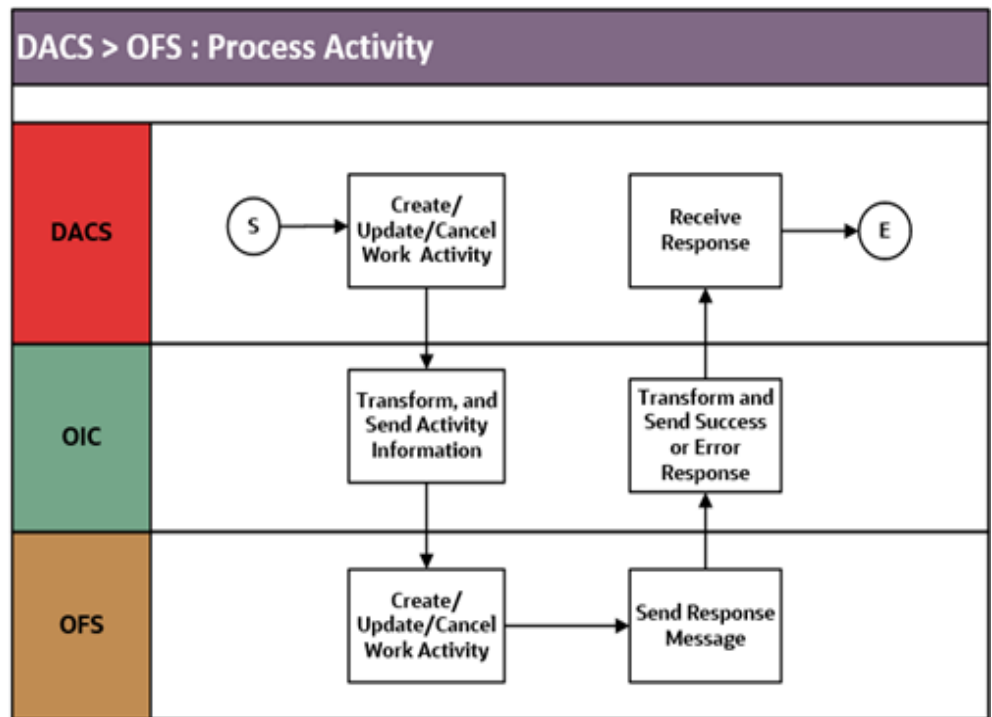 DACS > OFS : Process Activity
DACS
S
Create/
Update/Cancel
Work Activity
Receive
Response
E
OIC
Transform, and
Send Activity
Information
Transform and
Send Success
or Error
Response
OFS
Create/
Update/Cancel
Work Activity
Send Response
Message